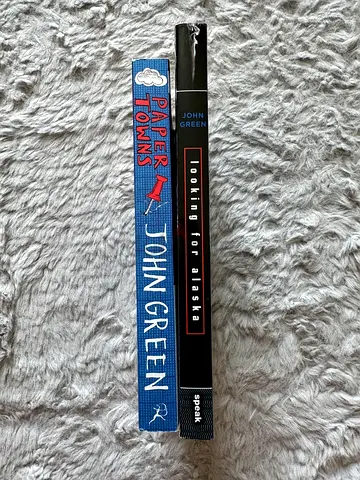 PAPER
TOWNS
JOHN GREEN
JOHN
GREEN
looking for alaska
speak